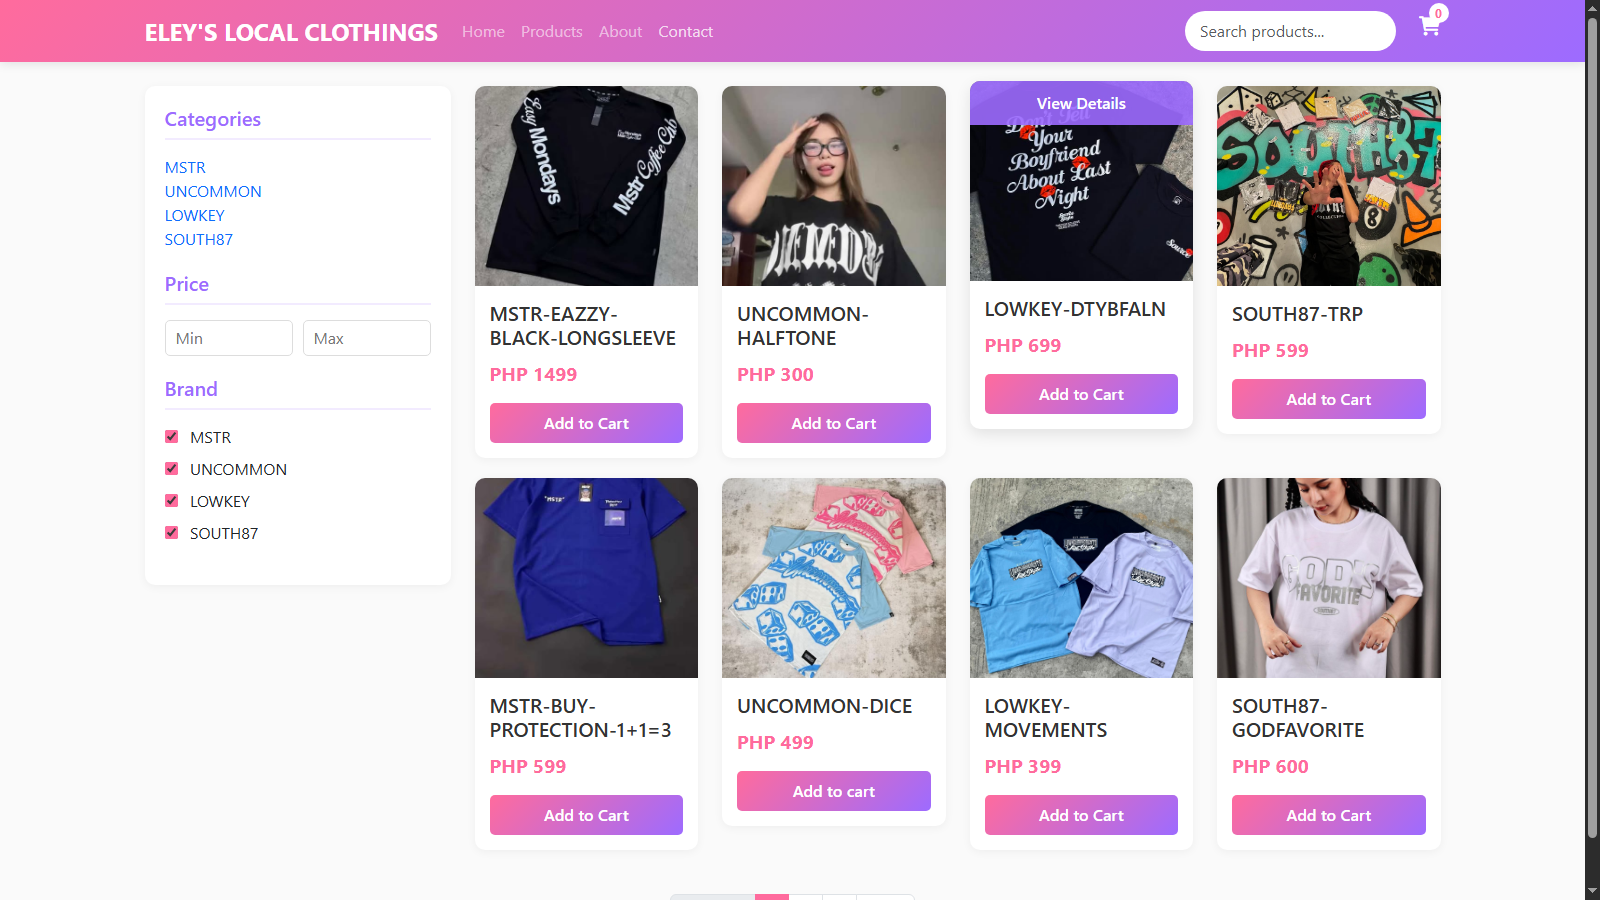 ELEY'S LOCAL CLOTHINGS
Home
Products
About
Contact
Search products...
0
Categories
MSTR
UNCOMMON
LOWKEY
SOUTH87
Price
Min
Max
Brand
MSTR
UNCOMMON
LOWKEY
SOUTH87
Easy Mondays
Mstr Coffee Club
MSTR-EAZZY-
BLACK-LONGSLEEVE
PHP 1499
Add to Cart
UNCOMMON-
HALFTONE
PHP 300
Add to Cart
View Details
Don't Tell
Your
Boyfriend
About Last
Night
Source
LOWKEY-DTYBFALN
PHP 699
Add to Cart
SOUTH87
SOUTH87-TRP
PHP 599
Add to Cart
"MSTR"
MSTR-BUY-
PROTECTION-1+1=3
PHP 599
Add to Cart
UNCOMMON-DICE
PHP 499
Add to cart
LOWKEY-
MOVEMENTS
PHP 399
Add to Cart
GODS
FAVORITE
SOUTH87-
GODFAVORITE
PHP 600
Add to Cart